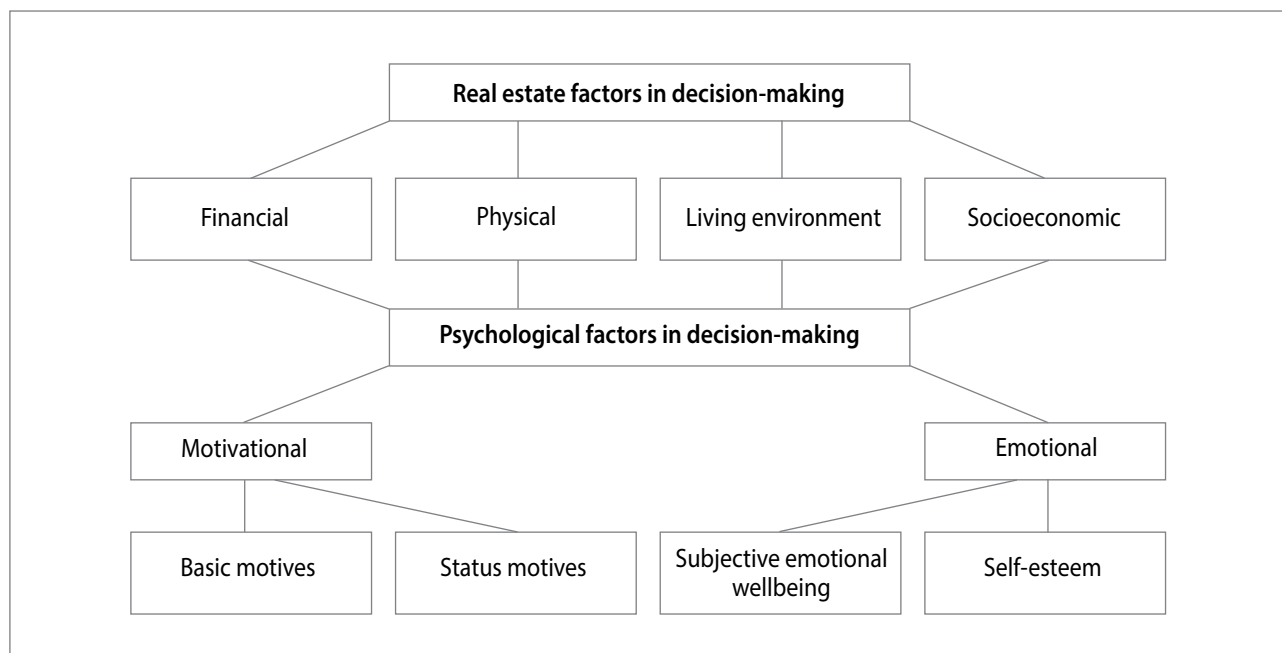 Real estate factors in decision-making
Financial
Physical
Living environment
Socioeconomic
Psychological factors in decision-making
Motivational
Emotional
Basic motives
Status motives
Subjective emotional
wellbeing
Self-esteem